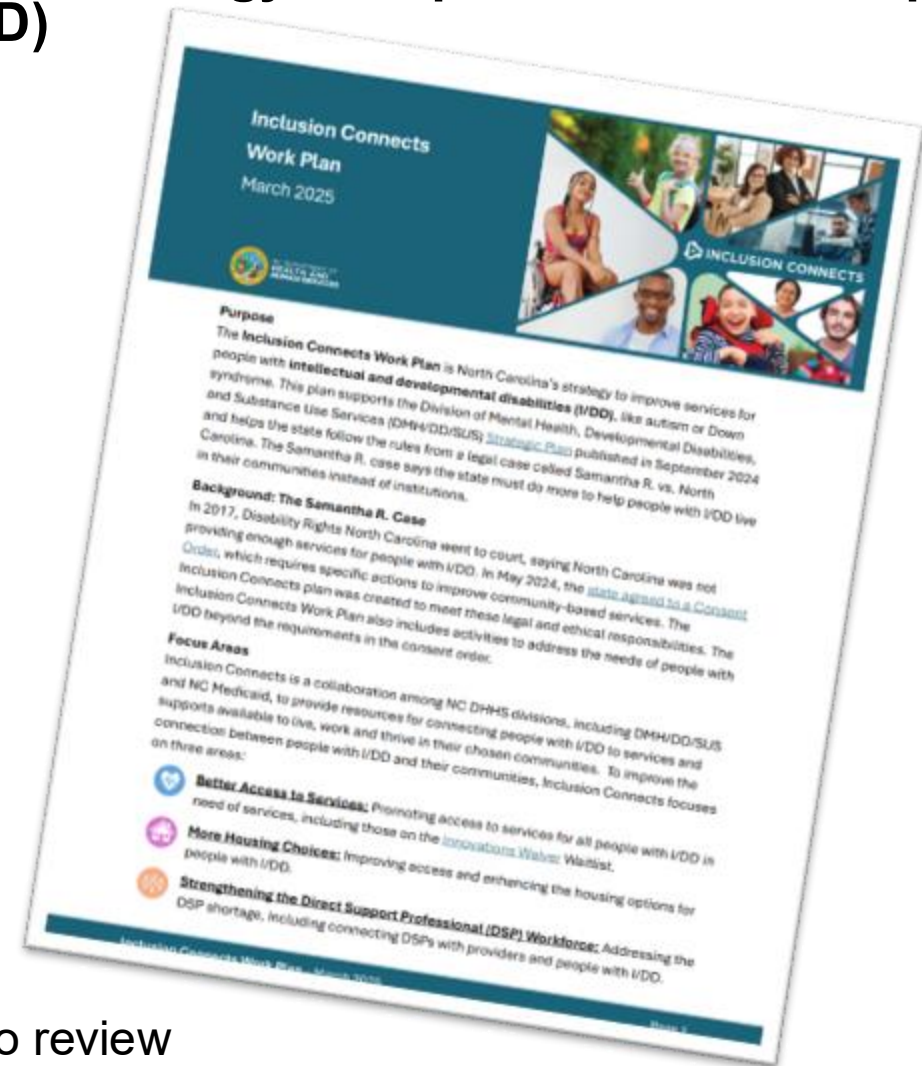 D)
Inclusion Connects
Work Plan
March 2025
INCLUSION CONNECTS
NC DEPARTMENT OF
HEALTH AND
HUMAN SERVICES
Purpose
The Inclusion Connects Work Plan is North Carolina's strategy to improve services for
people with intellectual and developmental disabilities (I/DD), like autism or Down
syndrome. This plan supports the Division of Mental Health, Developmental Disabilities,
and Substance Use Services (DMH/DD/SUS) Strategic Plan published in September 2024
and helps the state follow the rules from a legal case called Samantha R. vs. North
Carolina. The Samantha R. case says the state must do more to help people with I/DD live
in their communities instead of institutions.
Background: The Samantha R. Case
In 2017, Disability Rights North Carolina went to court, saying North Carolina was not
providing enough services for people with I/DD. In May 2024, the state agreed to a Consent
Order, which requires specific actions to improve community-based services. The
Inclusion Connects plan was created to meet these legal and ethical responsibilities. The
Inclusion Connects Work Plan also includes activities to address the needs of people with
I/DD beyond the requirements in the consent order.
Focus Areas
Inclusion Connects is a collaboration among NC DHHS divisions, including DMH/DD/SUS
and NC Medicaid, to provide resources for connecting people with I/DD to services and
supports available to live, work and thrive in their chosen communities. To improve the
connection between people with I/DD and their communities, Inclusion Connects focuses
on three areas:
Better Access to Services: Promoting access to services for all people with I/DD in
need of services, including those on the Innovations Waiver Waitlist.
More Housing Choices: Improving access and enhancing the housing options for
people with I/DD.
Strengthening the Direct Support Professional (DSP) Workforce: Addressing the
DSP shortage, including connecting DSPs with providers and people with I/DD.
Inclusion Connects Work Plan - March 2025
Page 1
o review